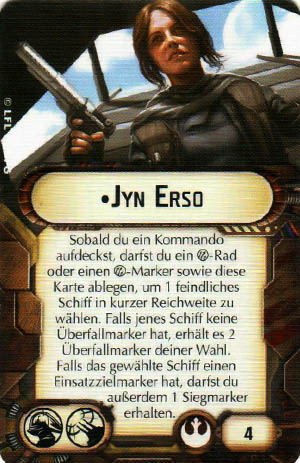 © LFL
•JYN ERSO
Sobald du ein Kommando
aufdeckst, darfst du ein -Rad
oder einen -Marker sowie diese
Karte ablegen, um 1 feindliches
Schiff in kurzer Reichweite zu
wählen. Falls jenes Schiff keine
Überfallmarker hat, erhält es 2
Überfallmarker deiner Wahl.
Falls das gewählte Schiff einen
Einsatzzielmarker hat, darfst du
außerdem 1 Siegmarker
erhalten.
4